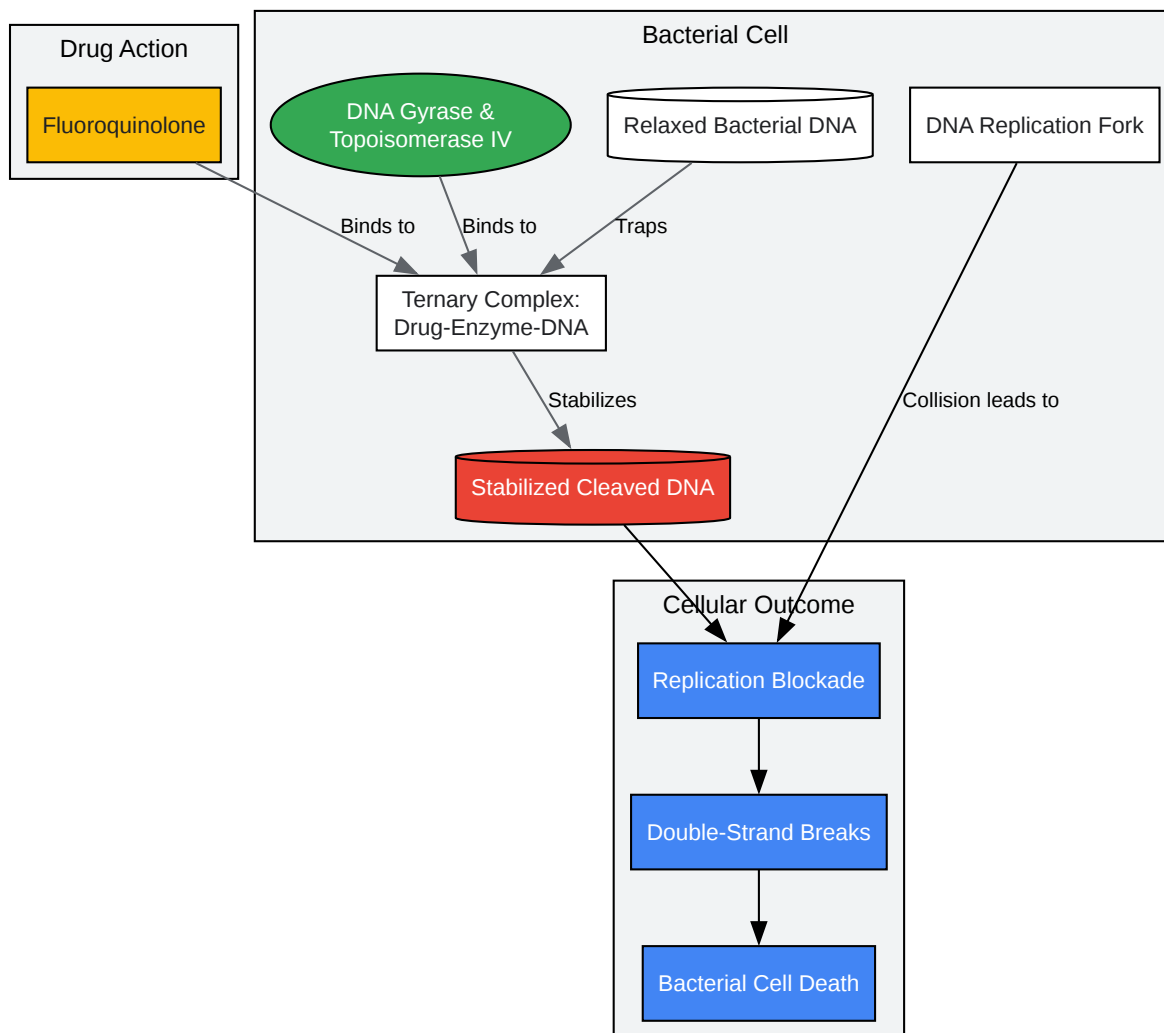 Drug Action
Bacterial Cell
Fluoroquinolone
DNA Gyrase &
Topoisomerase IV
Relaxed Bacterial DNA
DNA Replication Fork
Binds to
Binds to
Traps
Ternary Complex:
Drug-Enzyme-DNA
Stabilizes
Collision leads to
Stabilized Cleaved DNA
Cellular Outcome
Replication Blockade
Double-Strand Breaks
Bacterial Cell Death